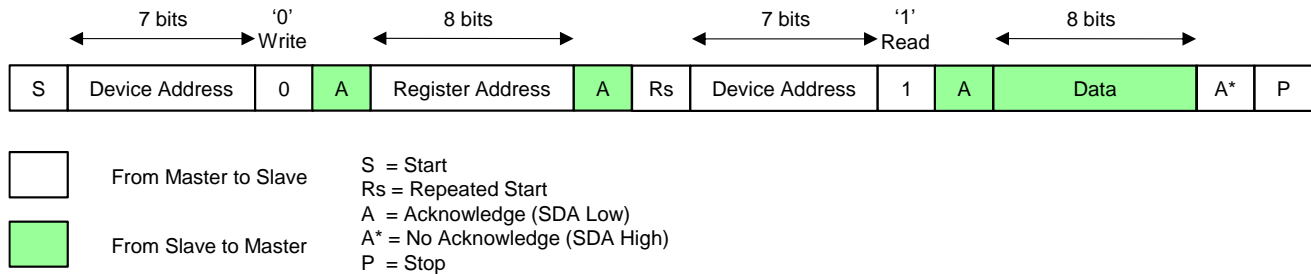 7 bits ‘0’ 8 bits 7 bits ‘1’ 8 bits
Write Read
S Device Address 0 A Register Address A Rs Device Address 1 A Data A* P
From Master to Slave
From Slave to Master
S = Start
Rs = Repeated Start
A = Acknowledge (SDA Low)
A* = No Acknowledge (SDA High)
P = Stop